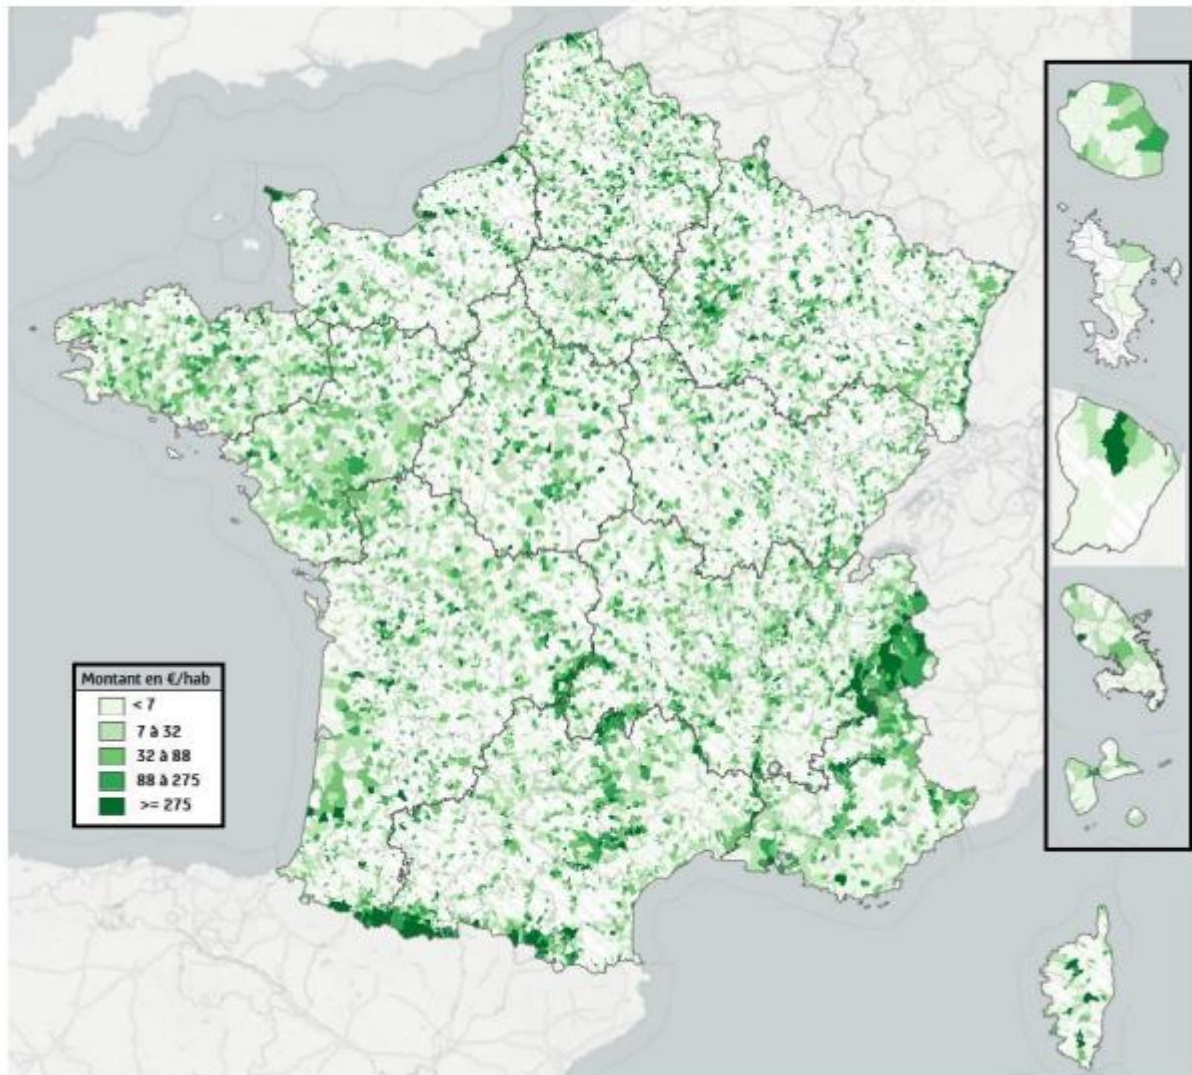 Montant en €/hab
< 7
7 à 32
32 à 88
88 à 275
>= 275